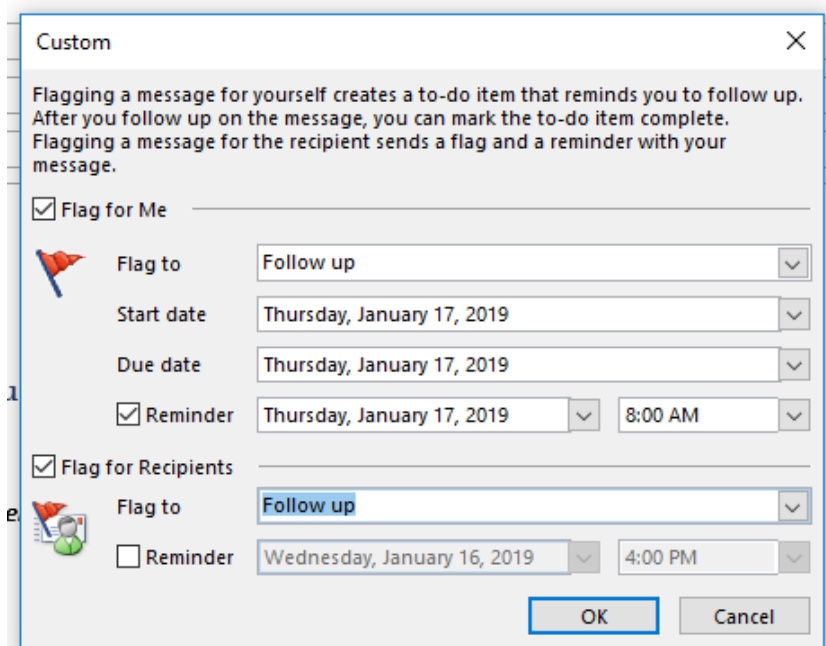 Custom
Flagging a message for yourself creates a to-do item that reminds you to follow up.
After you follow up on the message, you can mark the to-do item complete.
Flagging a message for the recipient sends a flag and a reminder with your
message.
Flag for Me
Flag to Follow up
Start date Thursday, January 17, 2019
Due date Thursday, January 17, 2019
Reminder Thursday, January 17, 2019 8:00 AM
Flag for Recipients
Flag to Follow up
Reminder Wednesday, January 16, 2019 4:00 PM
OK Cancel